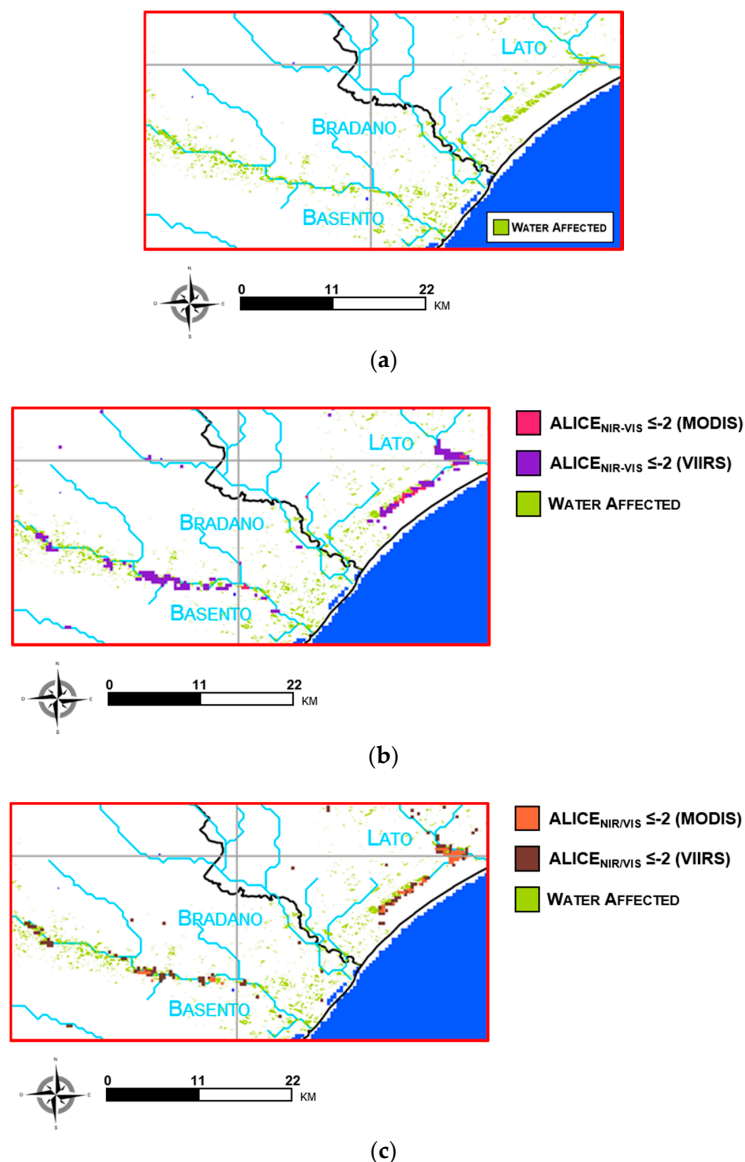 LATO
BRADANO
BASENTO
WATER AFFECTED
N
O E
S
0 11 22
KM
(a)
LATO
BRADANO
BASENTO
ALICENIR-VIS ≤-2 (MODIS)
ALICENIR-VIS ≤-2 (VIIRS)
WATER AFFECTED
N
O E
S
0 11 22
KM
(b)
LATO
BRADANO
BASENTO
ALICENIR/VIS ≤-2 (MODIS)
ALICENIR/VIS ≤-2 (VIIRS)
WATER AFFECTED
N
O E
S
0 11 22
KM
(c)